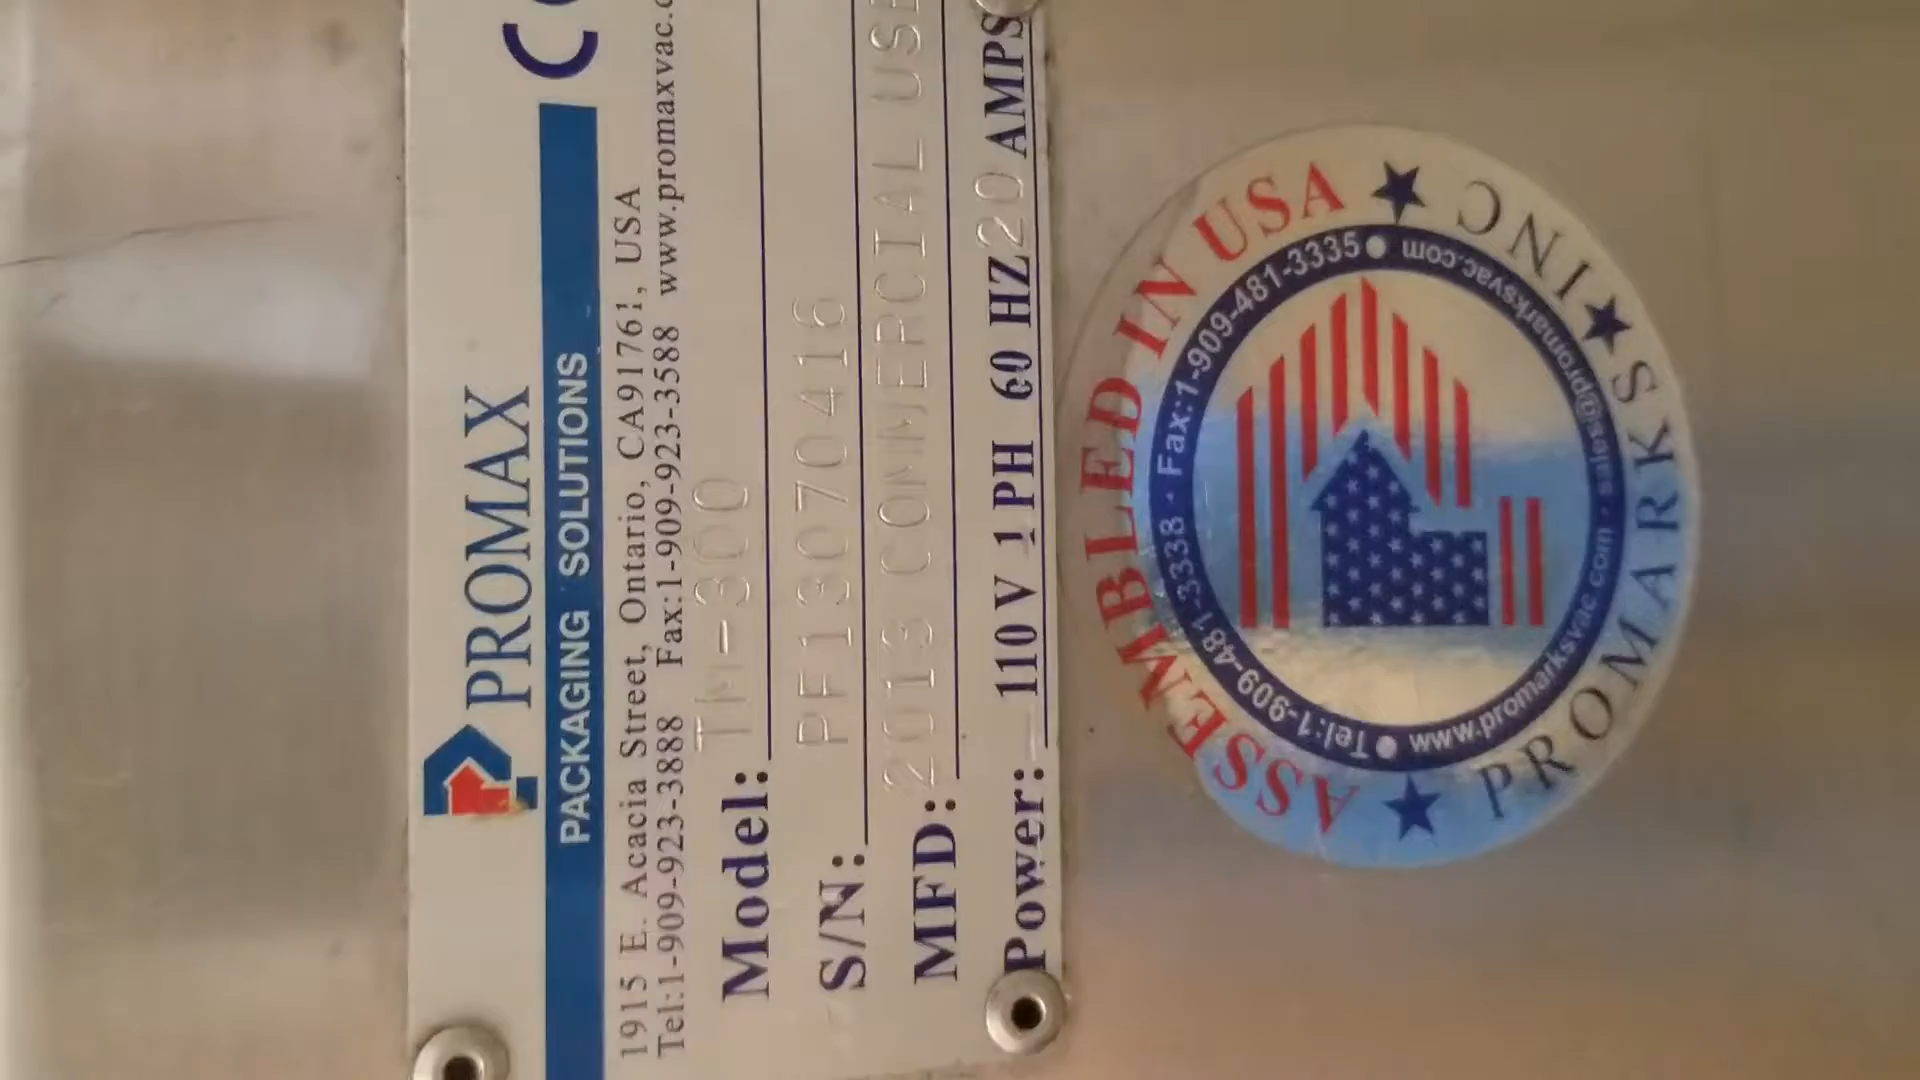 PROMAX
PACKAGING SOLUTIONS
1915 E. Acacia Street, Ontario, CA91761, USA
Tel:1-909-923-3888 Fax:1-909-923-3588 www.promaxvac.c
Model: TM-300
S/N: PF13070416
MFD: 2013 COMMERCIAL USE
Power: 110 V 1 PH 60 HZ 20 AMPS
ASSEMBLED IN USA
PROMARKS INC
Tel:1-909-481-3338 · Fax:1-909-481-3335
www.promarksvac.com · sales@promarksvac.com